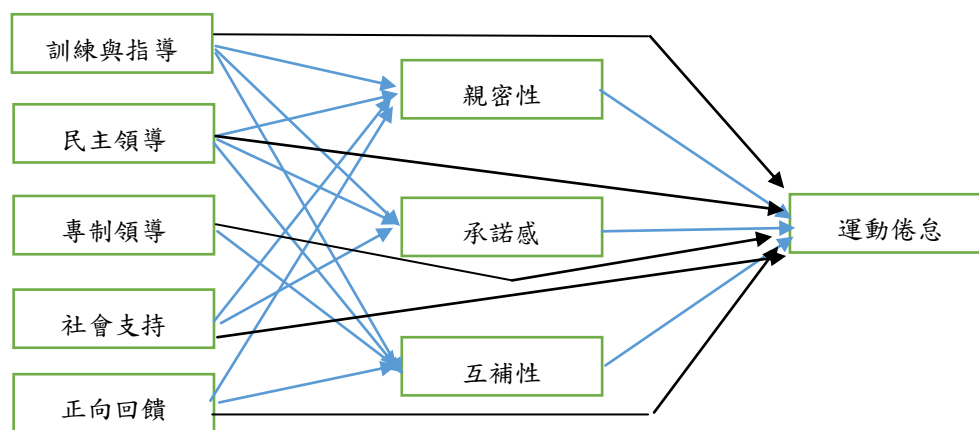 訓練與指導
民主領導
專制領導
社會支持
正向回饋
親密性
承諾感
互補性
運動倦怠